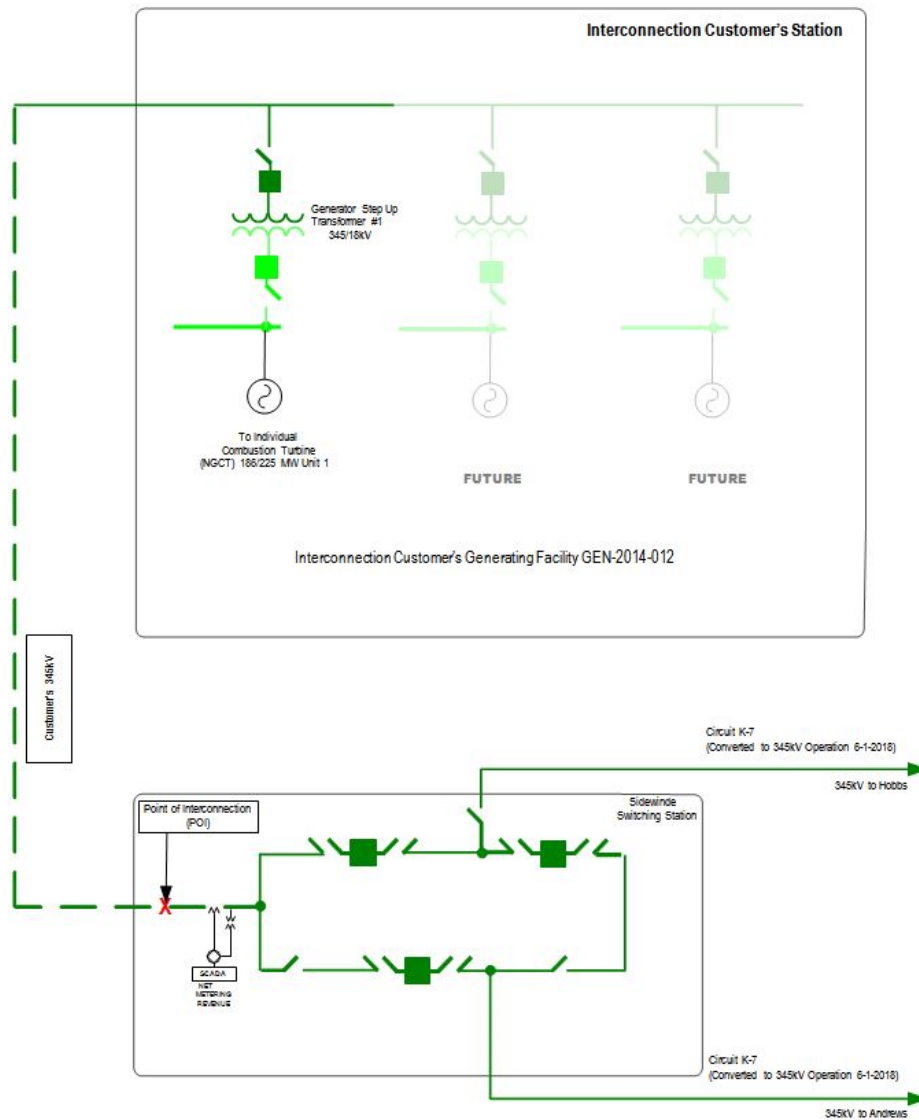 Interconnection Customer's Station
Generator Step Up
Transformer #1
345/18kV
To Individual
Combustion Turbine
(NGCT) 186/225 MW Unit 1
FUTURE
FUTURE
Interconnection Customer's Generating Facility GEN-2014-012
Customer's 345kV
Circuit K-7
(Converted to 345kV Operation 6-1-2018)
345kV to Hobbs
Sidewinde
Switching Station
Point of Interconnection
(POI)
X
SCADA
NET
METERING
REVENUE
Circuit K-7
(Converted to 345kV Operation 6-1-2018)
345kV to Andrews